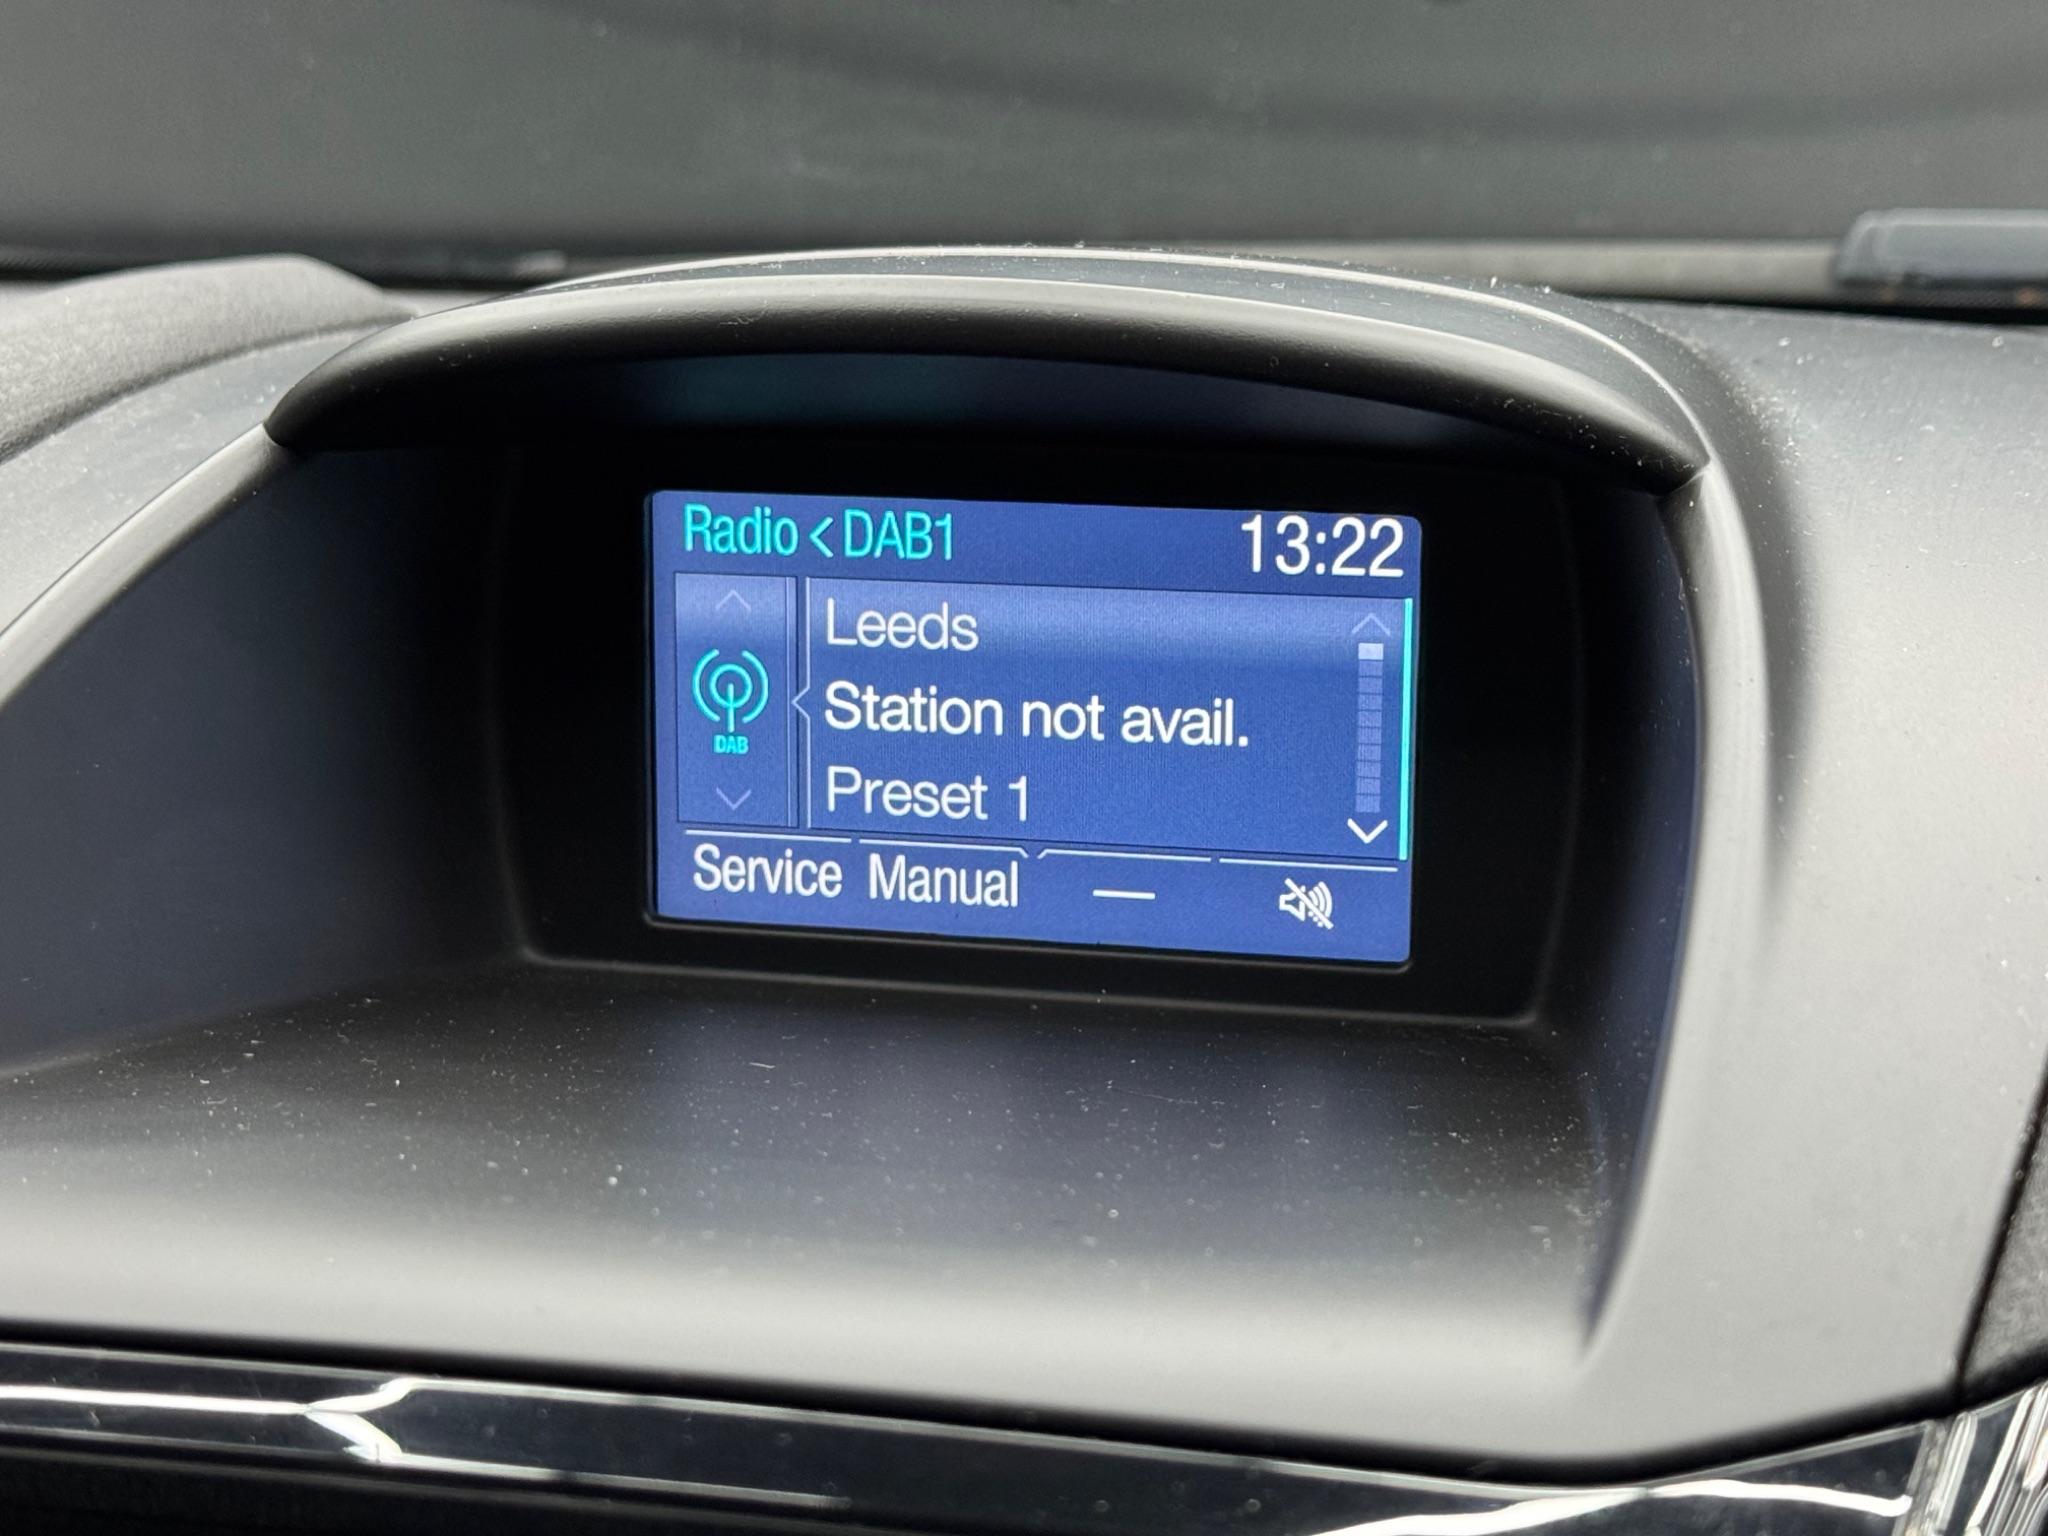 Radio < DAB1 13:22
Leeds
Station not avail.
DAB
Preset 1
Service Manual —